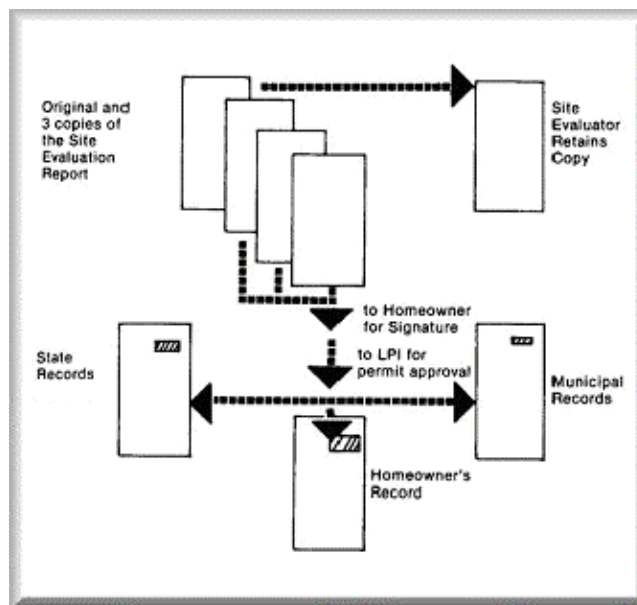 Original and
3 copies of
the Site
Evaluation
Report
Site
Evaluator
Retains
Copy
to Homeowner
for Signature
to LPI for
permit approval
State
Records
Municipal
Records
Homeowner's
Record